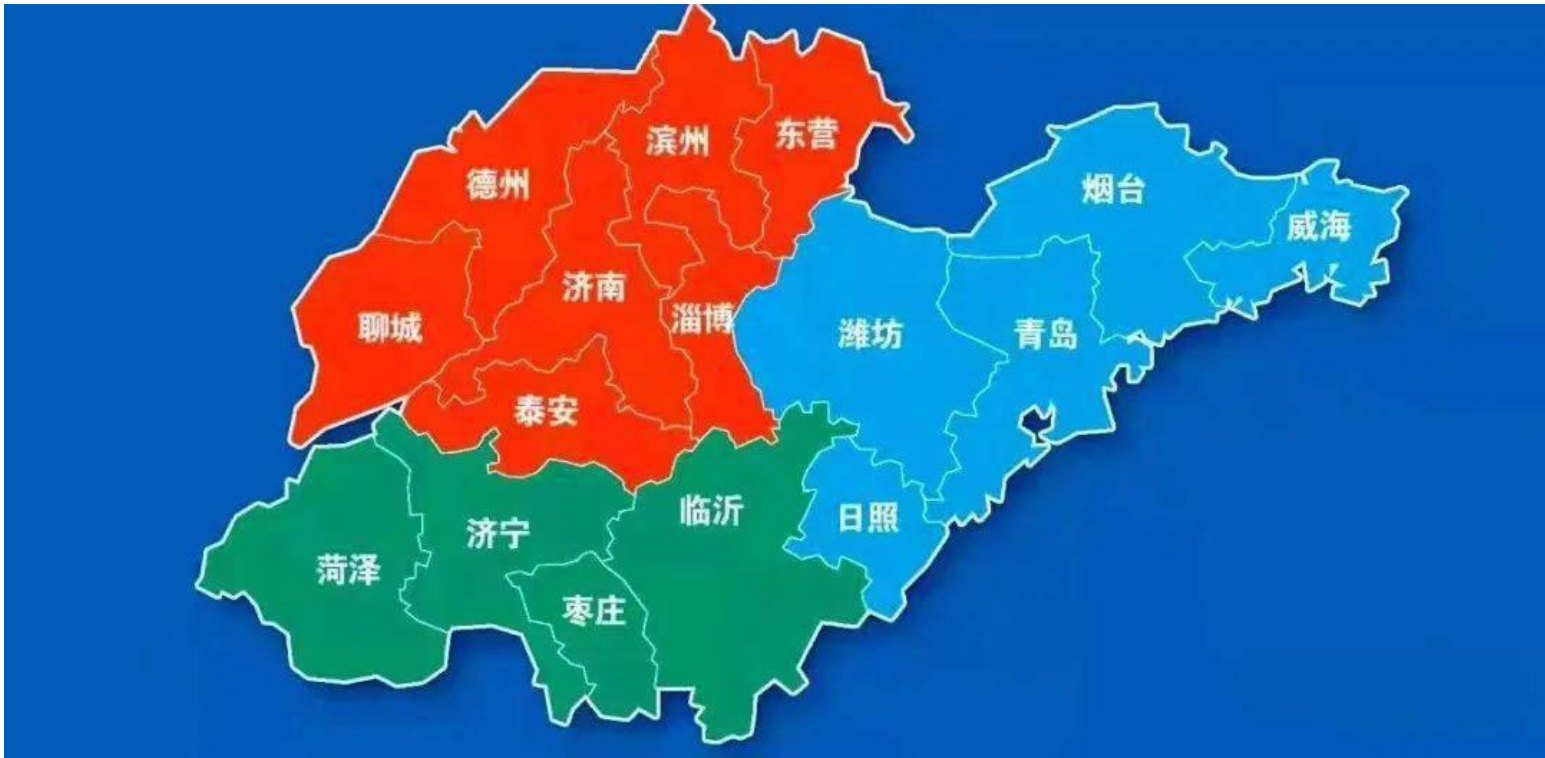 东营
滨州
德州
烟台
威海
济南
淄博
聊城
潍坊
青岛
泰安
临沂
日照
济宁
菏泽
枣庄